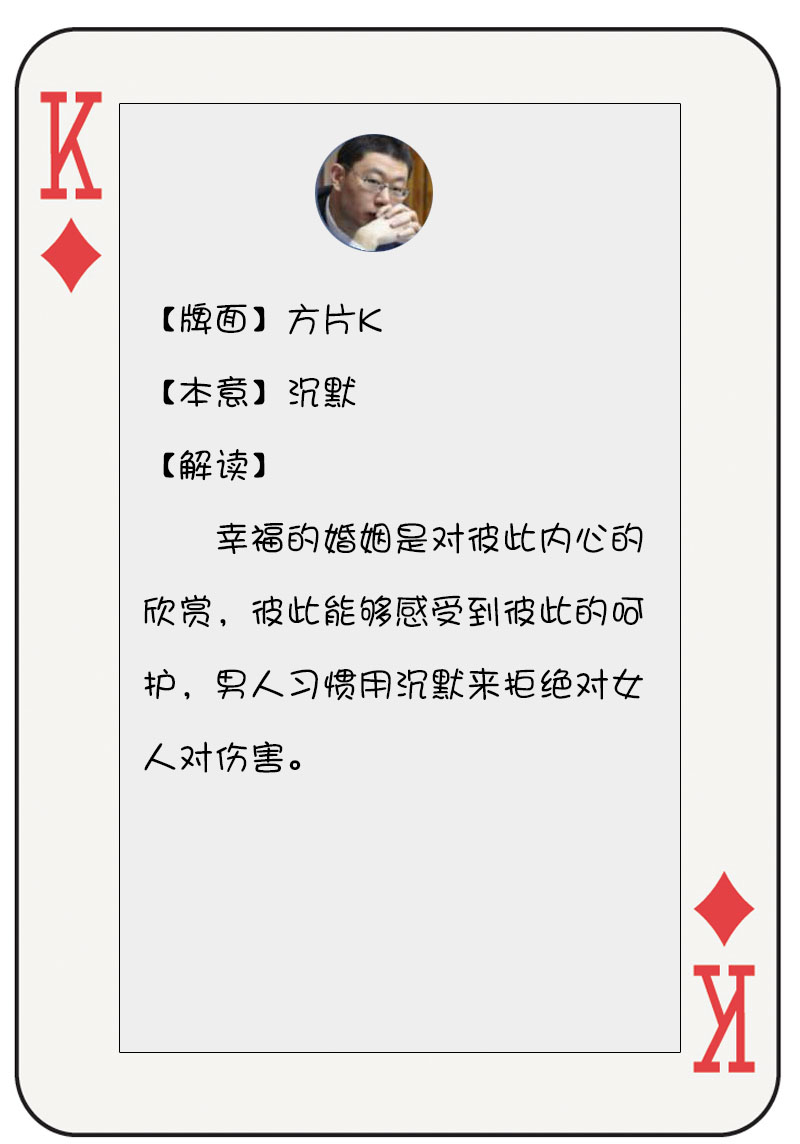 K
【牌面】方片K
【本意】沉默
【解读】
幸福的婚姻是对彼此内心的
欣赏，彼此能够感受到彼此的呵
护，男人习惯用沉默来拒绝对女
人对伤害。
K